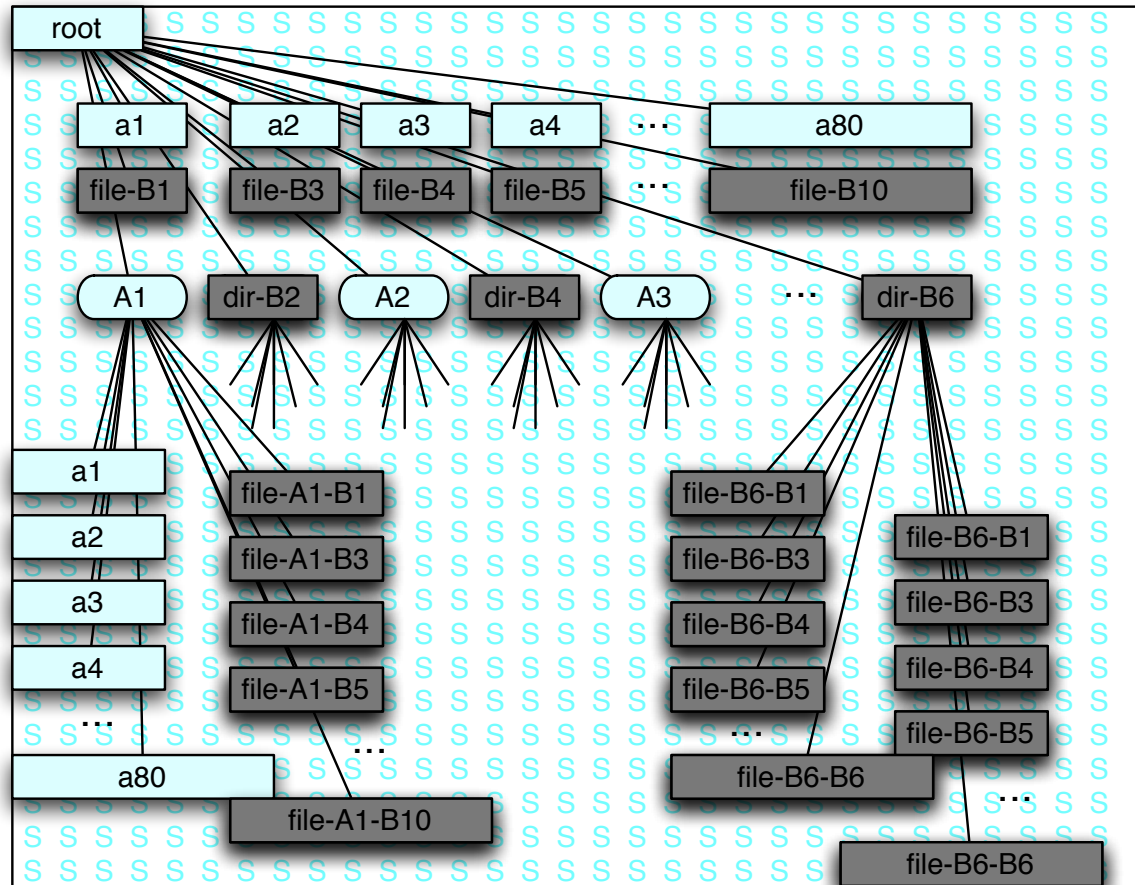 root
a1 a2 a3 a4 ... a80
file-B1 file-B3 file-B4 file-B5 ... file-B10
A1 dir-B2 A2 dir-B4 A3 ... dir-B6
a1
a2
a3
a4
...
a80
file-A1-B1
file-A1-B3
file-A1-B4
file-A1-B5
...
file-A1-B10
file-B6-B1
file-B6-B3
file-B6-B4
file-B6-B5
...
file-B6-B6
file-B6-B1
file-B6-B3
file-B6-B4
file-B6-B5
...
file-B6-B6